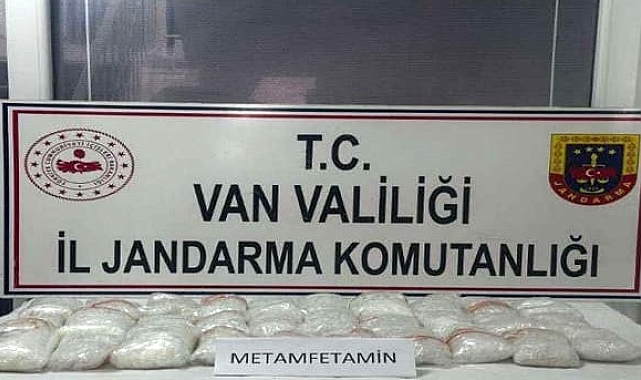 T.C.
VAN VALİLİĞİ
İL JANDARMA KOMUTANLIĞI
JANDARMA
METAMFETAMİN